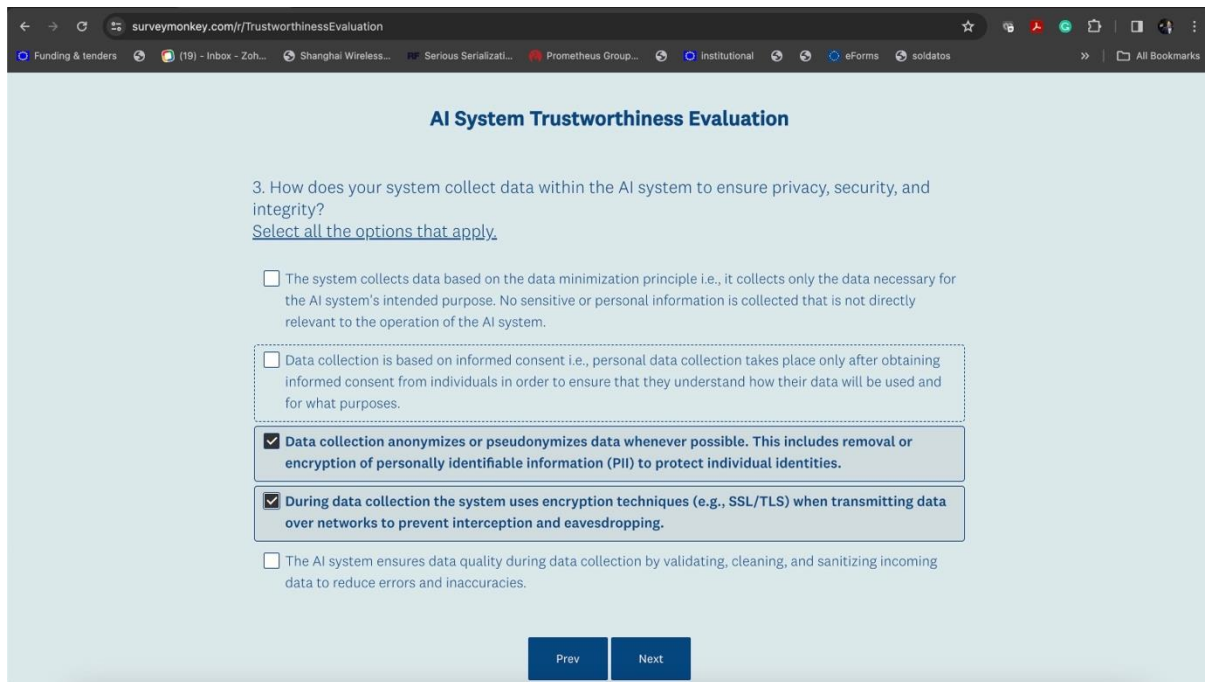 surveymonkey.com/r/TrustworthinessEvaluation
Funding & tenders (19) - Inbox - Zoh... Shanghai Wireless... Serious Serializati... Prometheus Group... institutional eForms soldatos » All Bookmarks
AI System Trustworthiness Evaluation
3. How does your system collect data within the AI system to ensure privacy, security, and
integrity?
Select all the options that apply.
The system collects data based on the data minimization principle i.e., it collects only the data necessary for
the AI system's intended purpose. No sensitive or personal information is collected that is not directly
relevant to the operation of the AI system.
Data collection is based on informed consent i.e., personal data collection takes place only after obtaining
informed consent from individuals in order to ensure that they understand how their data will be used and
for what purposes.
Data collection anonymizes or pseudonymizes data whenever possible. This includes removal or
encryption of personally identifiable information (PII) to protect individual identities.
During data collection the system uses encryption techniques (e.g., SSL/TLS) when transmitting data
over networks to prevent interception and eavesdropping.
The AI system ensures data quality during data collection by validating, cleaning, and sanitizing incoming
data to reduce errors and inaccuracies.
Prev Next